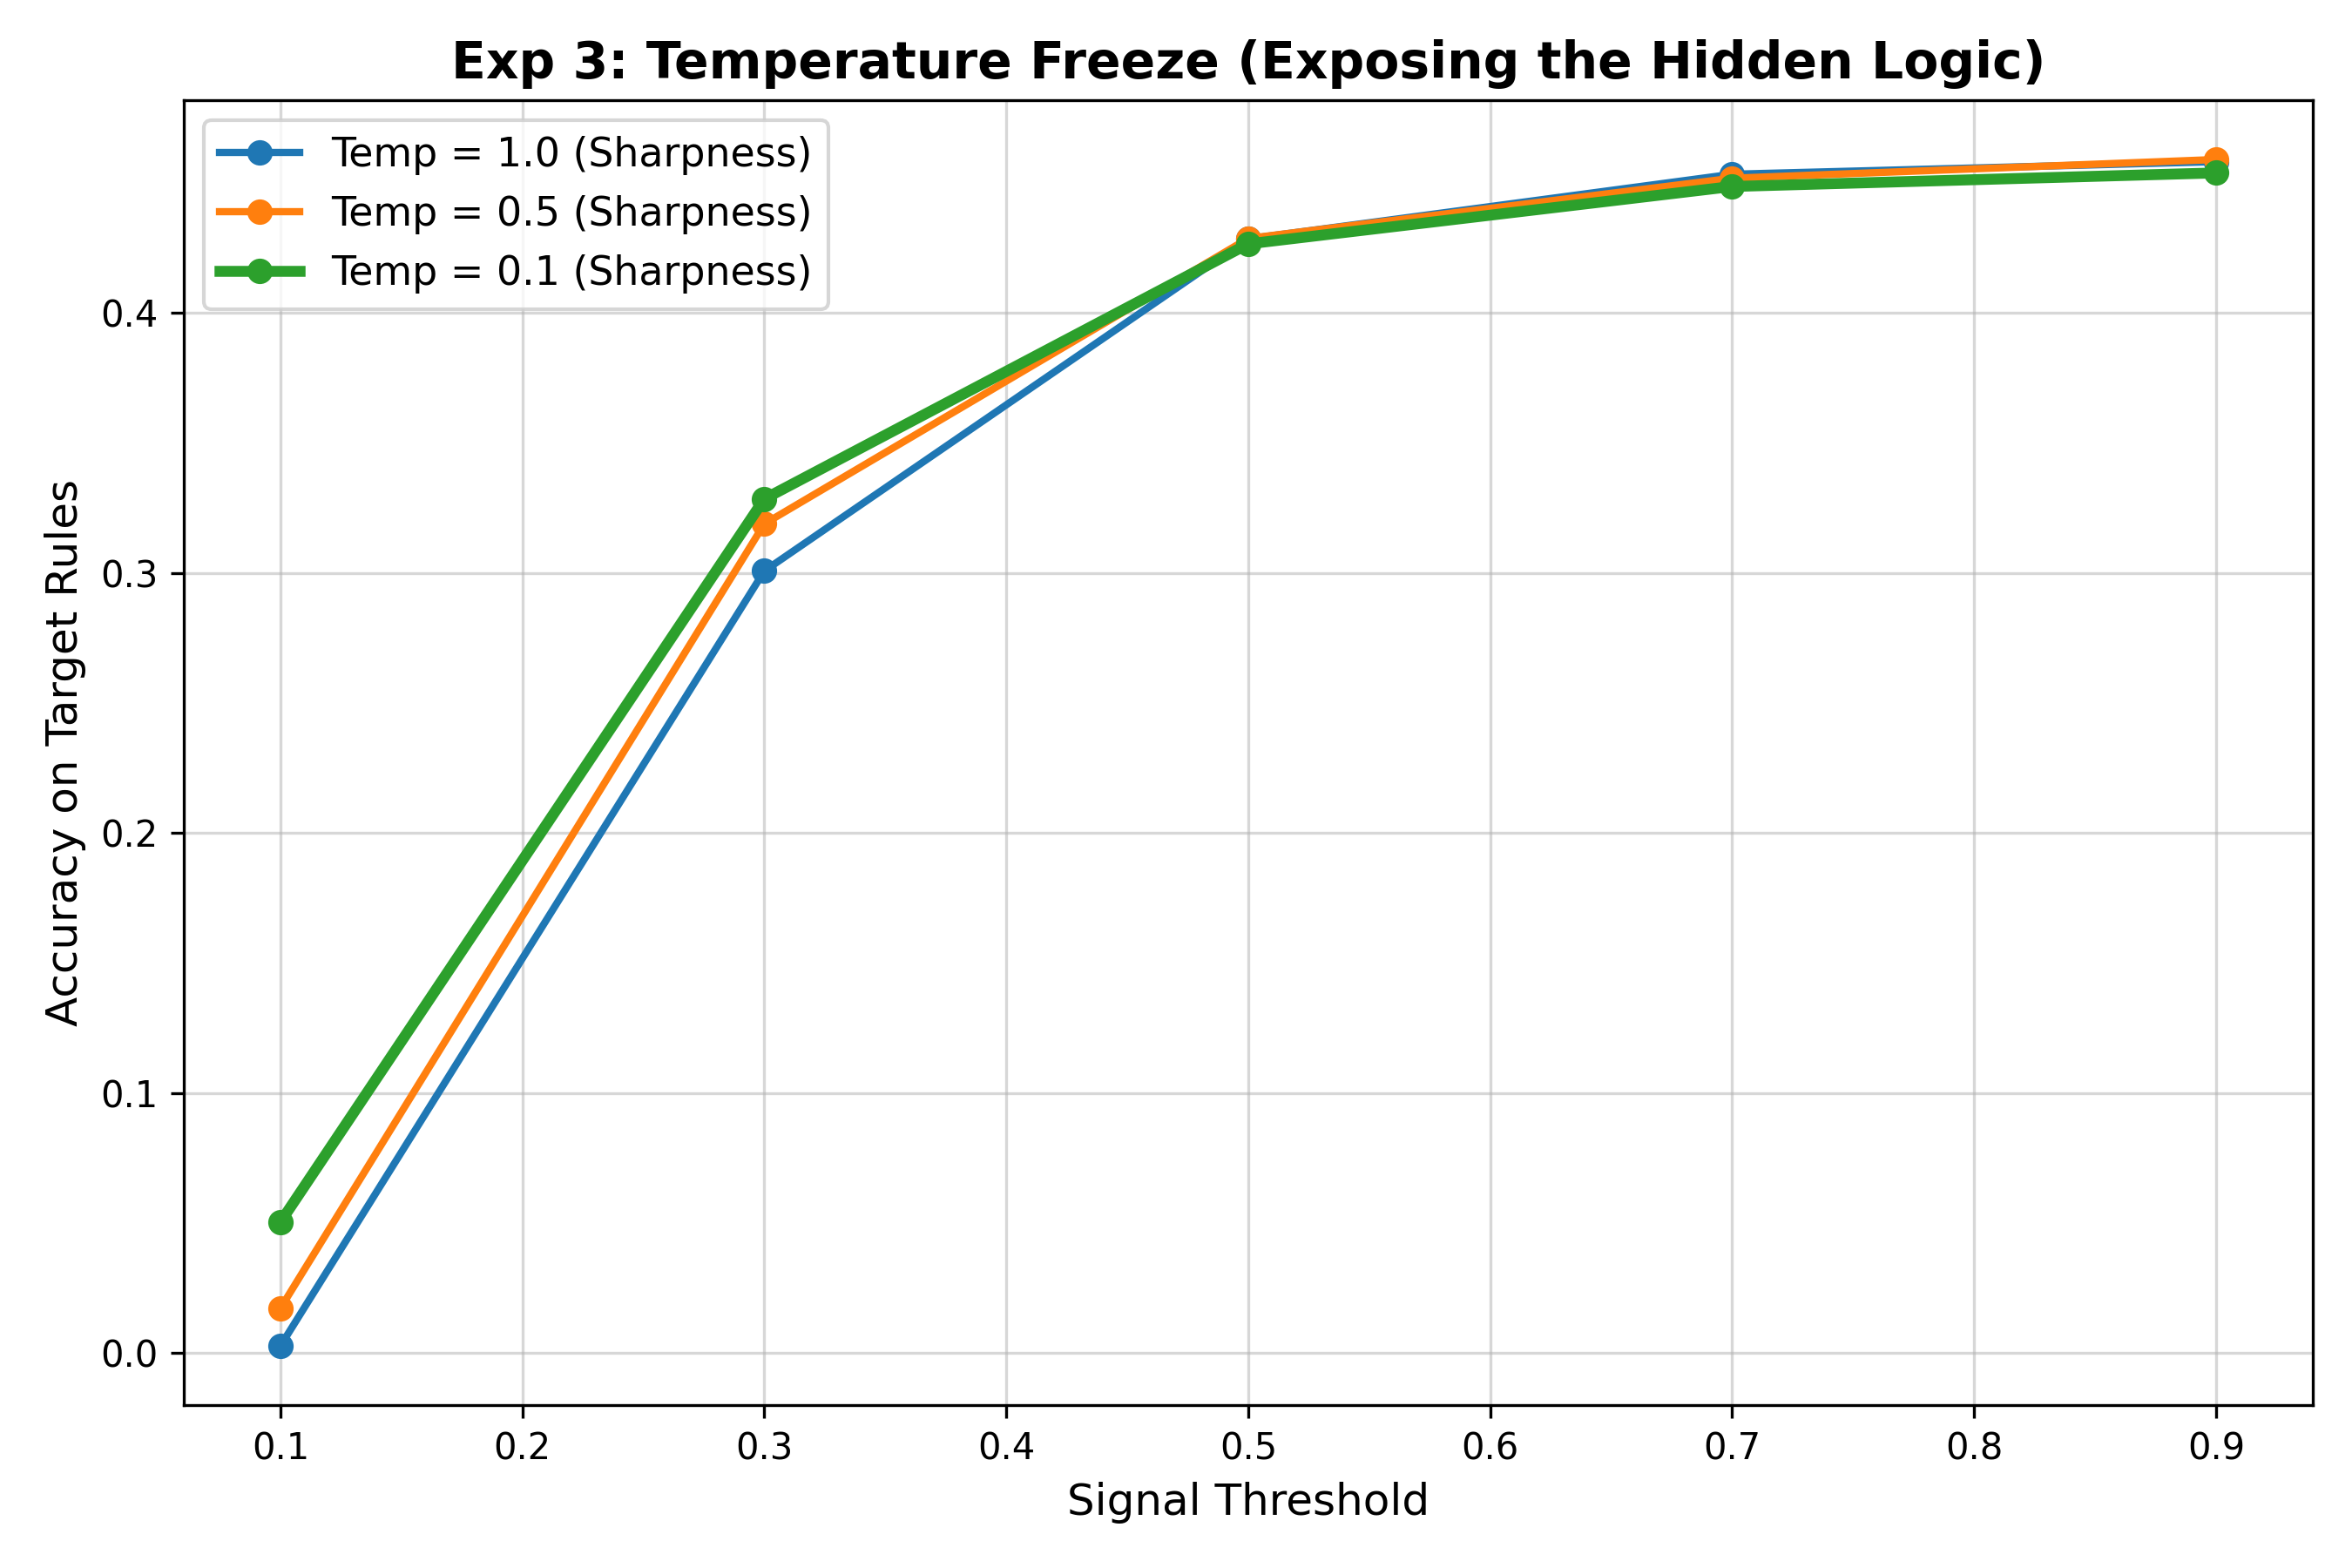 Exp 3: Temperature Freeze (Exposing the Hidden Logic)
Temp = 1.0 (Sharpness)
Temp = 0.5 (Sharpness)
Temp = 0.1 (Sharpness)
Accuracy on Target Rules
0.4
0.3
0.2
0.1
0.0
0.1 0.2 0.3 0.4 0.5 0.6 0.7 0.8 0.9
Signal Threshold